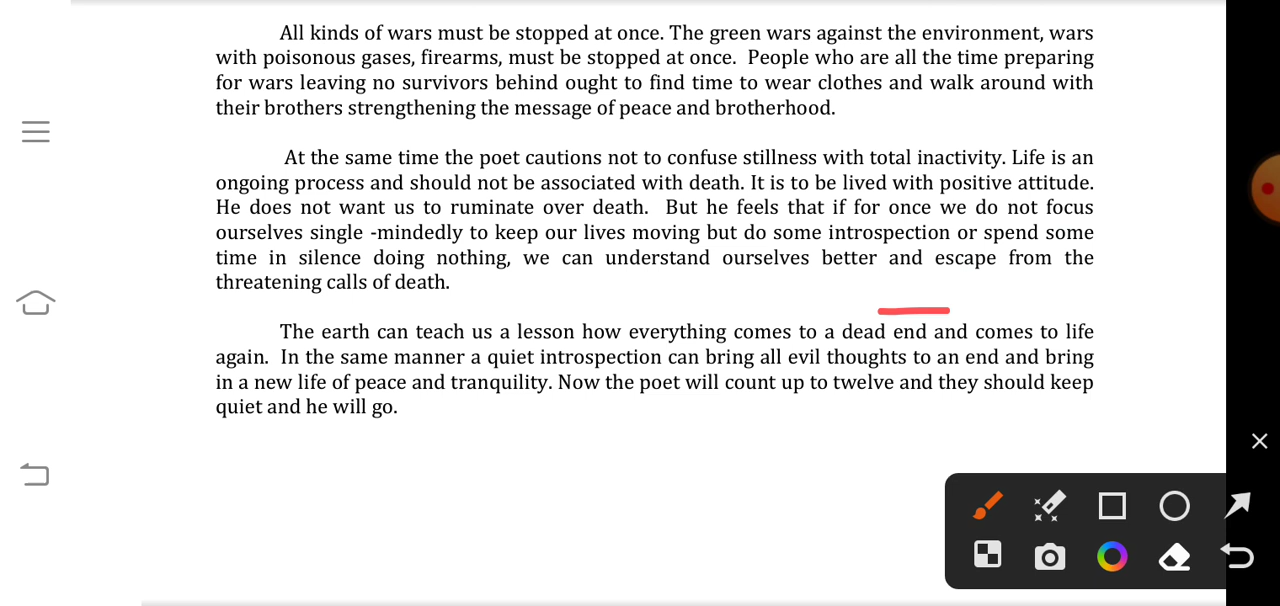 All kinds of wars must be stopped at once. The green wars against the environment, wars
with poisonous gases, firearms, must be stopped at once. People who are all the time preparing
for wars leaving no survivors behind ought to find time to wear clothes and walk around with
their brothers strengthening the message of peace and brotherhood.
At the same time the poet cautions not to confuse stillness with total inactivity. Life is an
ongoing process and should not be associated with death. It is to be lived with positive attitude.
He does not want us to ruminate over death. But he feels that if for once we do not focus
ourselves single -mindedly to keep our lives moving but do some introspection or spend some
time in silence doing nothing, we can understand ourselves better and escape from the
threatening calls of death.
The earth can teach us a lesson how everything comes to a dead end and comes to life
again. In the same manner a quiet introspection can bring all evil thoughts to an end and bring
in a new life of peace and tranquility. Now the poet will count up to twelve and they should keep
quiet and he will go.